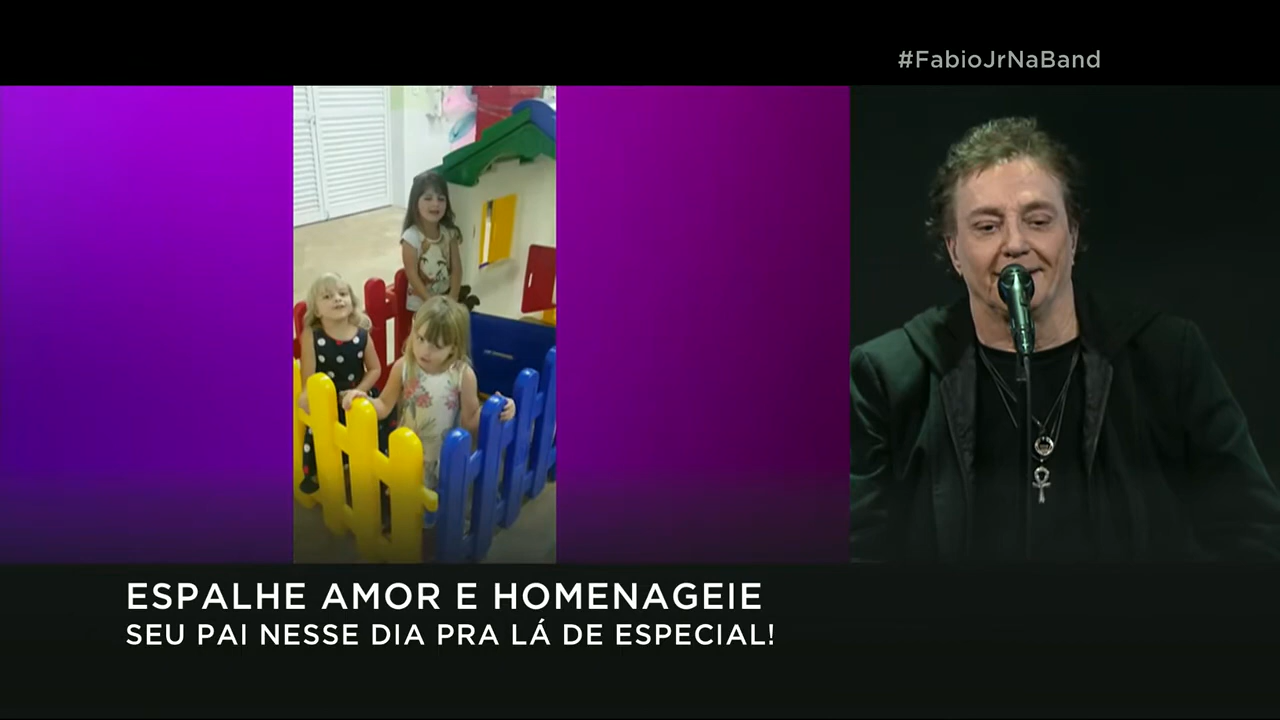 #FabioJrNaBand
ESPALHE AMOR E HOMENAGEIE
SEU PAI NESSE DIA PRA LÁ DE ESPECIAL!